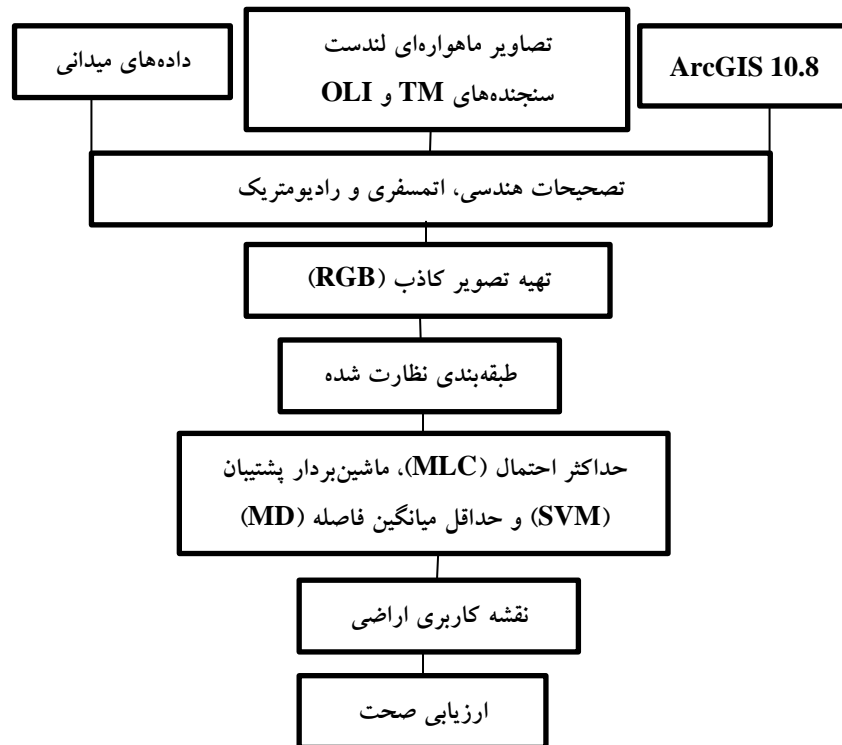 داده‌های میدانی
تصاویر ماهواره‌ای لندست
سنجنده‌های TM و OLI
ArcGIS 10.8
تصحیحات هندسی، اتمسفری و رادیومتریک
تهیه تصویر کاذب (RGB)
طبقه‌بندی نظارت شده
حداکثر احتمال (MLC)، ماشین‌بردار پشتیبان
(SVM) و حداقل میانگین فاصله (MD)
نقشه کاربری اراضی
ارزیابی صحت